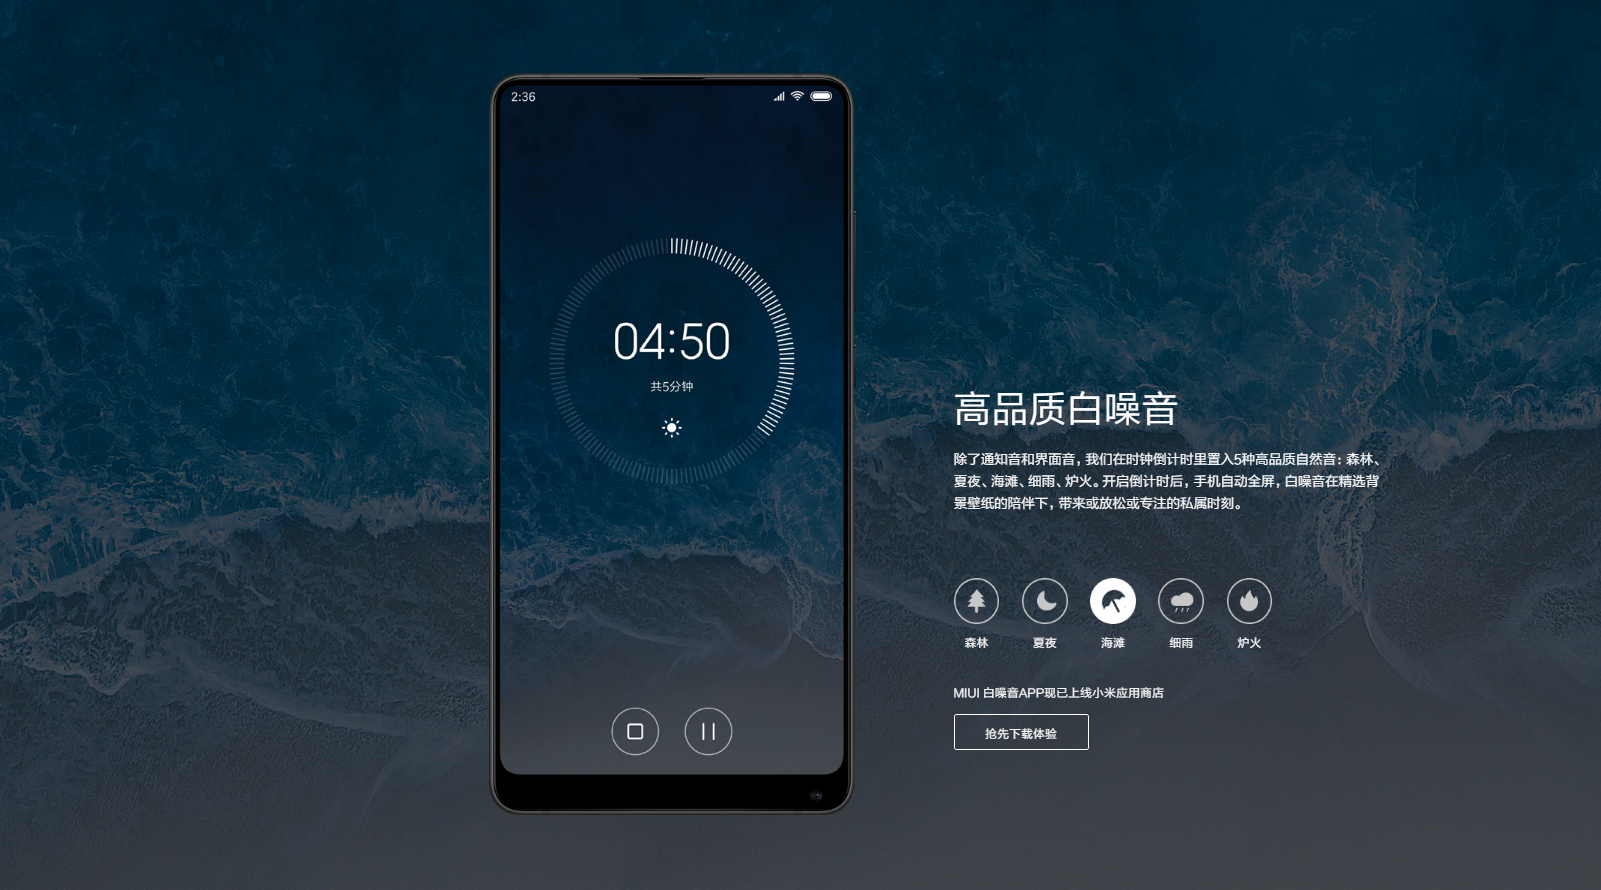 2:36
04:50
共5分钟
高品质白噪音
除了通知音和界面音，我们在时钟倒计时里置入5种高品质自然音：森林、
夏夜、海滩、细雨、炉火。开启倒计时后，手机自动全屏，白噪音在精选背
景壁纸的陪伴下，带来或放松或专注的私属时刻。
森林 夏夜 海滩 细雨 炉火
MIUI 白噪音APP现已上线小米应用商店
抢先下载体验